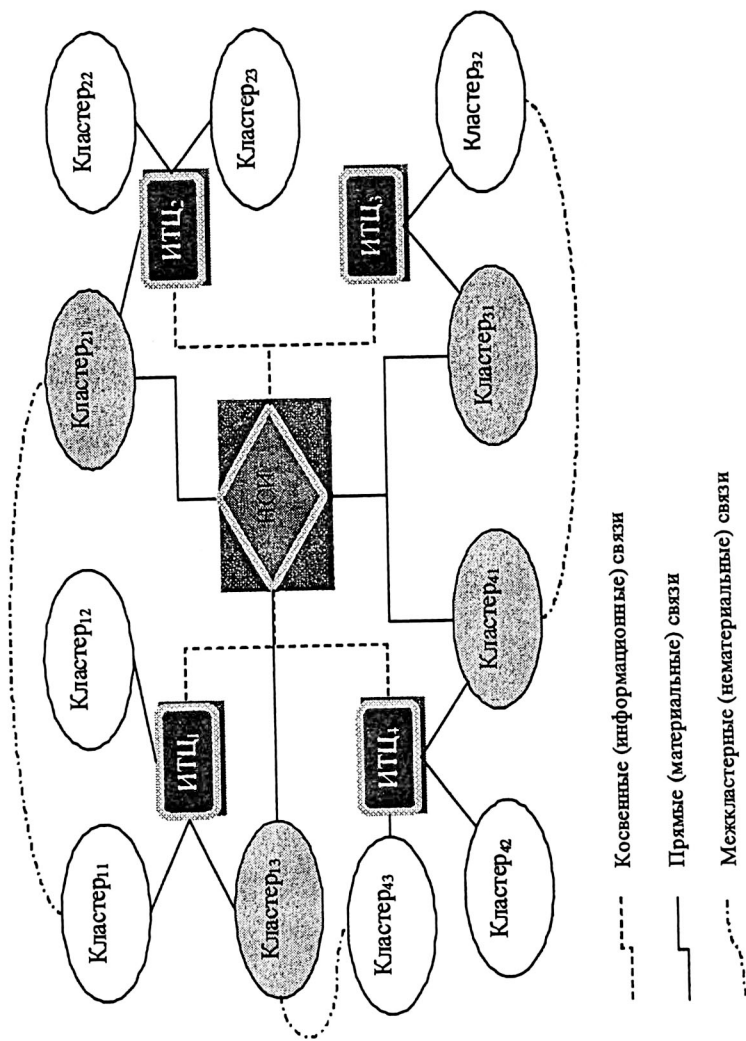 Кластер₁₁
Кластер₁₂
Кластер₂₁
Кластер₂₂
ИТЦ₁
ИТЦ₂
Кластер₁₃
Кластер₂₃
НСИ
Кластер₄₃
ИТЦ₄
ИТЦ₃
Кластер₄₂
Кластер₄₁
Кластер₃₁
Кластер₃₂
Косвенные (информационные) связи
Прямые (материальные) связи
Межкластерные (нематериальные) связи